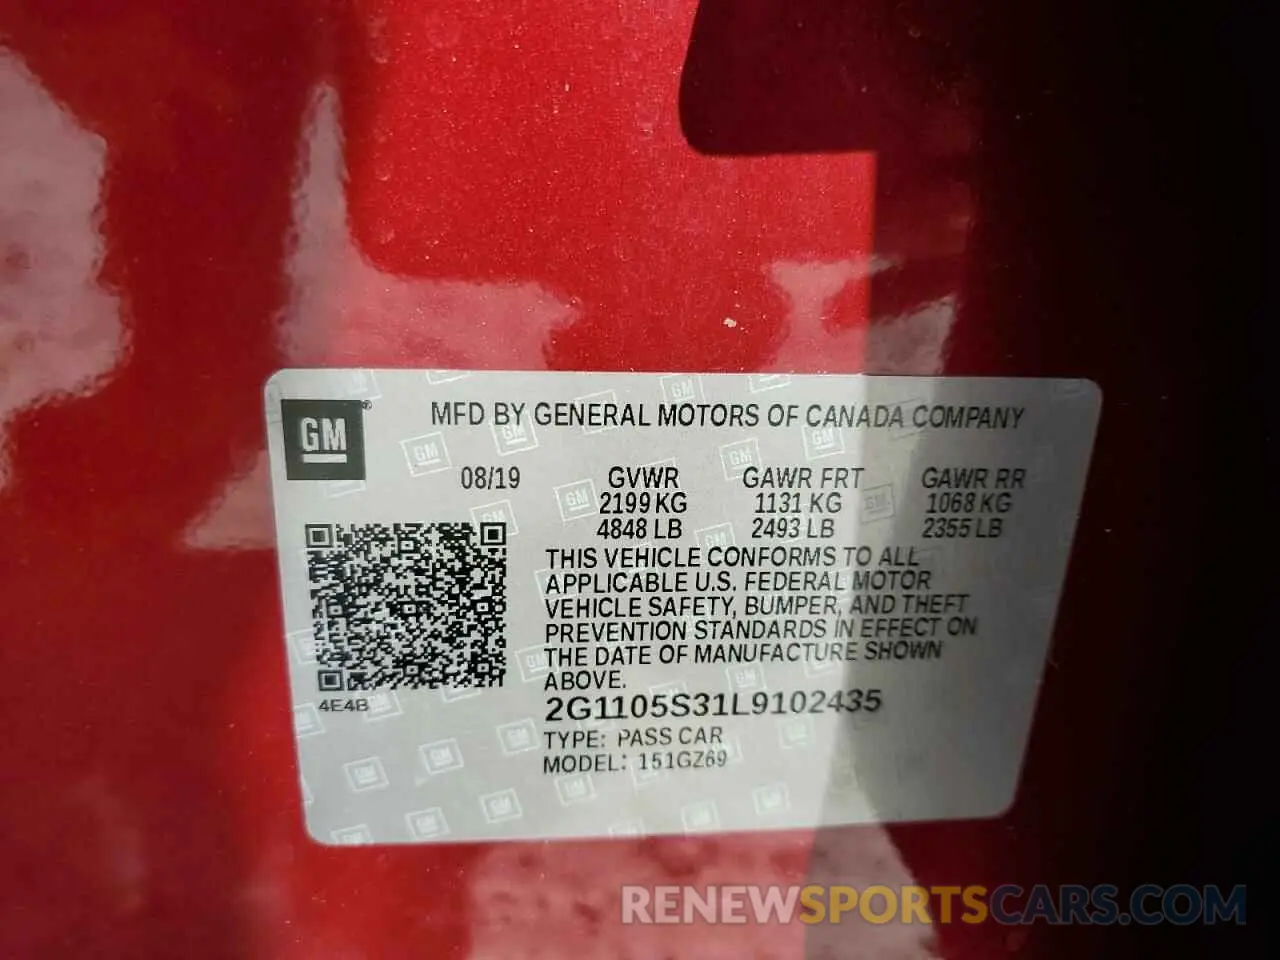 GM®
MFD BY GENERAL MOTORS OF CANADA COMPANY
08/19 GVWR GAWR FRT GAWR RR
2199 KG 1131 KG 1068 KG
4848 LB 2493 LB 2355 LB
THIS VEHICLE CONFORMS TO ALL
APPLICABLE U.S. FEDERAL MOTOR
VEHICLE SAFETY, BUMPER, AND THEFT
PREVENTION STANDARDS IN EFFECT ON
THE DATE OF MANUFACTURE SHOWN
ABOVE.
4E4B
2G1105S31L9102435
TYPE: PASS CAR
MODEL: 151GZ69
RENEWSPORTSCARS.COM